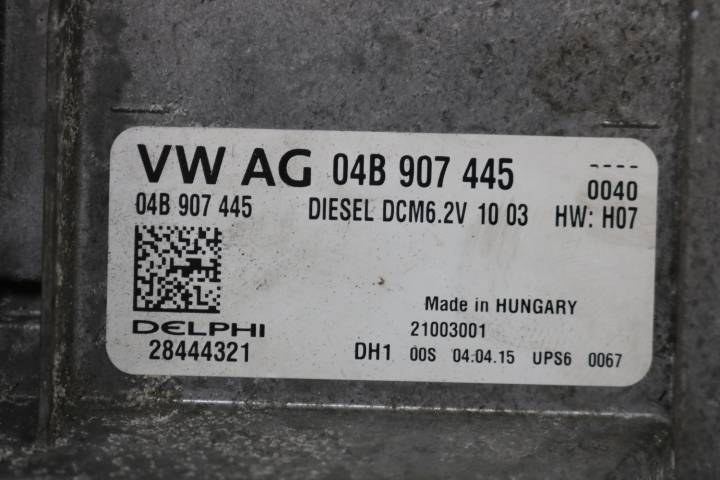 VW AG 04B 907 445 ----
0040
04B 907 445 DIESEL DCM6.2V 10 03 HW: H07
Made in HUNGARY
DELPHI 21003001
28444321 DH1 00S 04.04.15 UPS6 0067